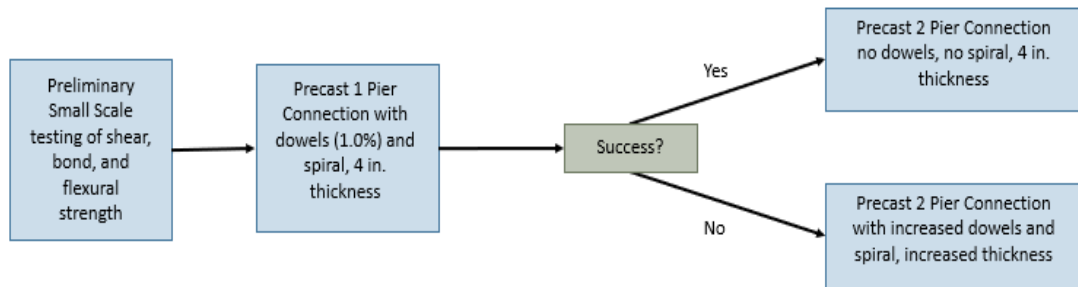 Preliminary
Small Scale
testing of shear,
bond, and
flexural
strength
Precast 1 Pier
Connection with
dowels (1.0%) and
spiral, 4 in.
thickness
Success?
Yes
Precast 2 Pier Connection
no dowels, no spiral, 4 in.
thickness
No
Precast 2 Pier Connection
with increased dowels and
spiral, increased thickness